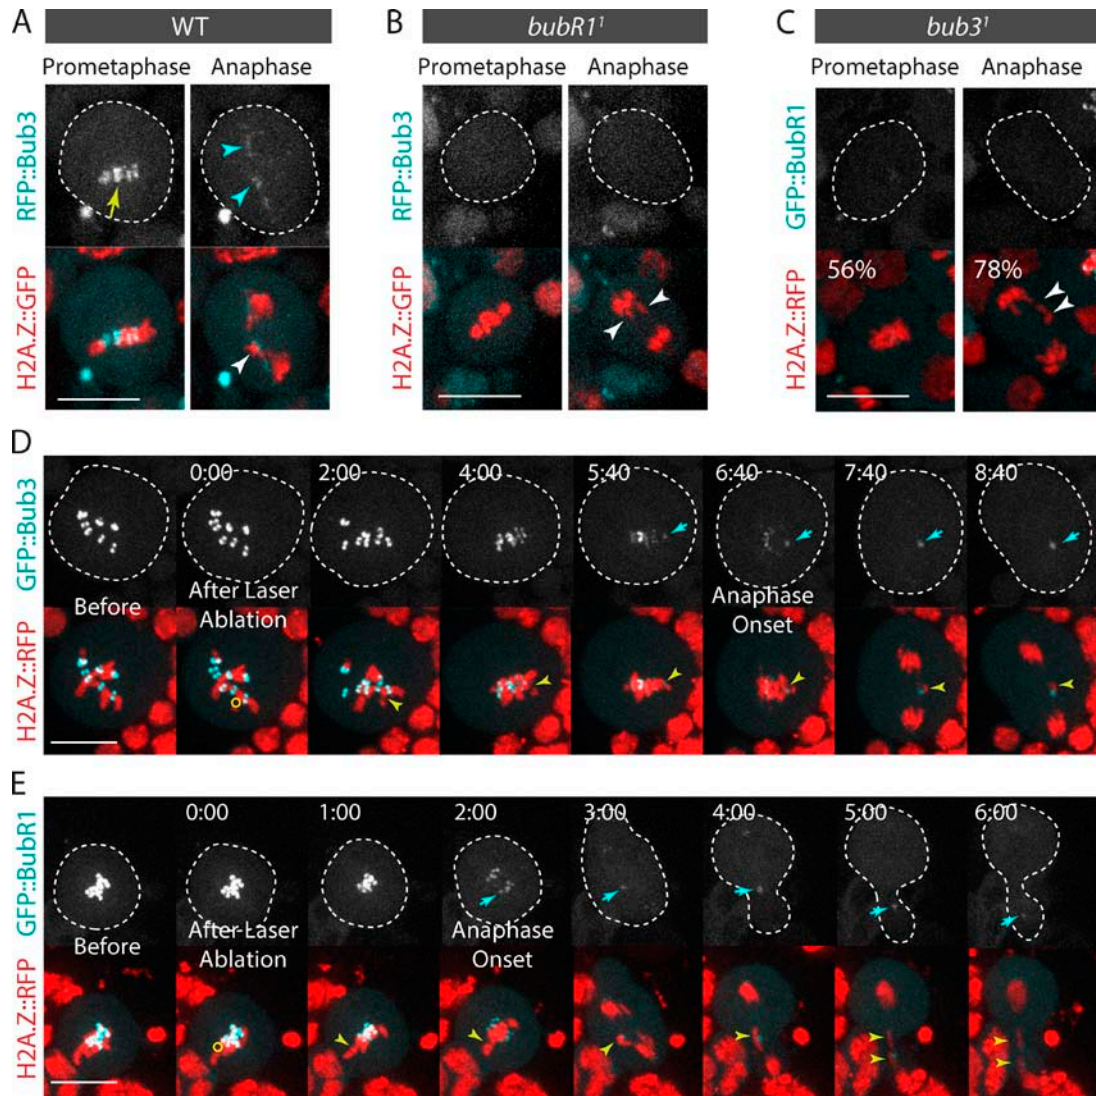 A
WT
Prometaphase Anaphase
RFP::Bub3
H2A.Z::GFP
B
bubR1¹
Prometaphase Anaphase
RFP::Bub3
H2A.Z::GFP
C
bub3¹
Prometaphase Anaphase
GFP::BubR1
H2A.Z::RFP
56% 78%
D
GFP::Bub3
H2A.Z::RFP
0:00 2:00 4:00 5:40 6:40 7:40 8:40
Before
After Laser
Ablation
Anaphase
Onset
E
GFP::BubR1
H2A.Z::RFP
0:00 1:00 2:00 3:00 4:00 5:00 6:00
Before
After Laser
Ablation
Anaphase
Onset